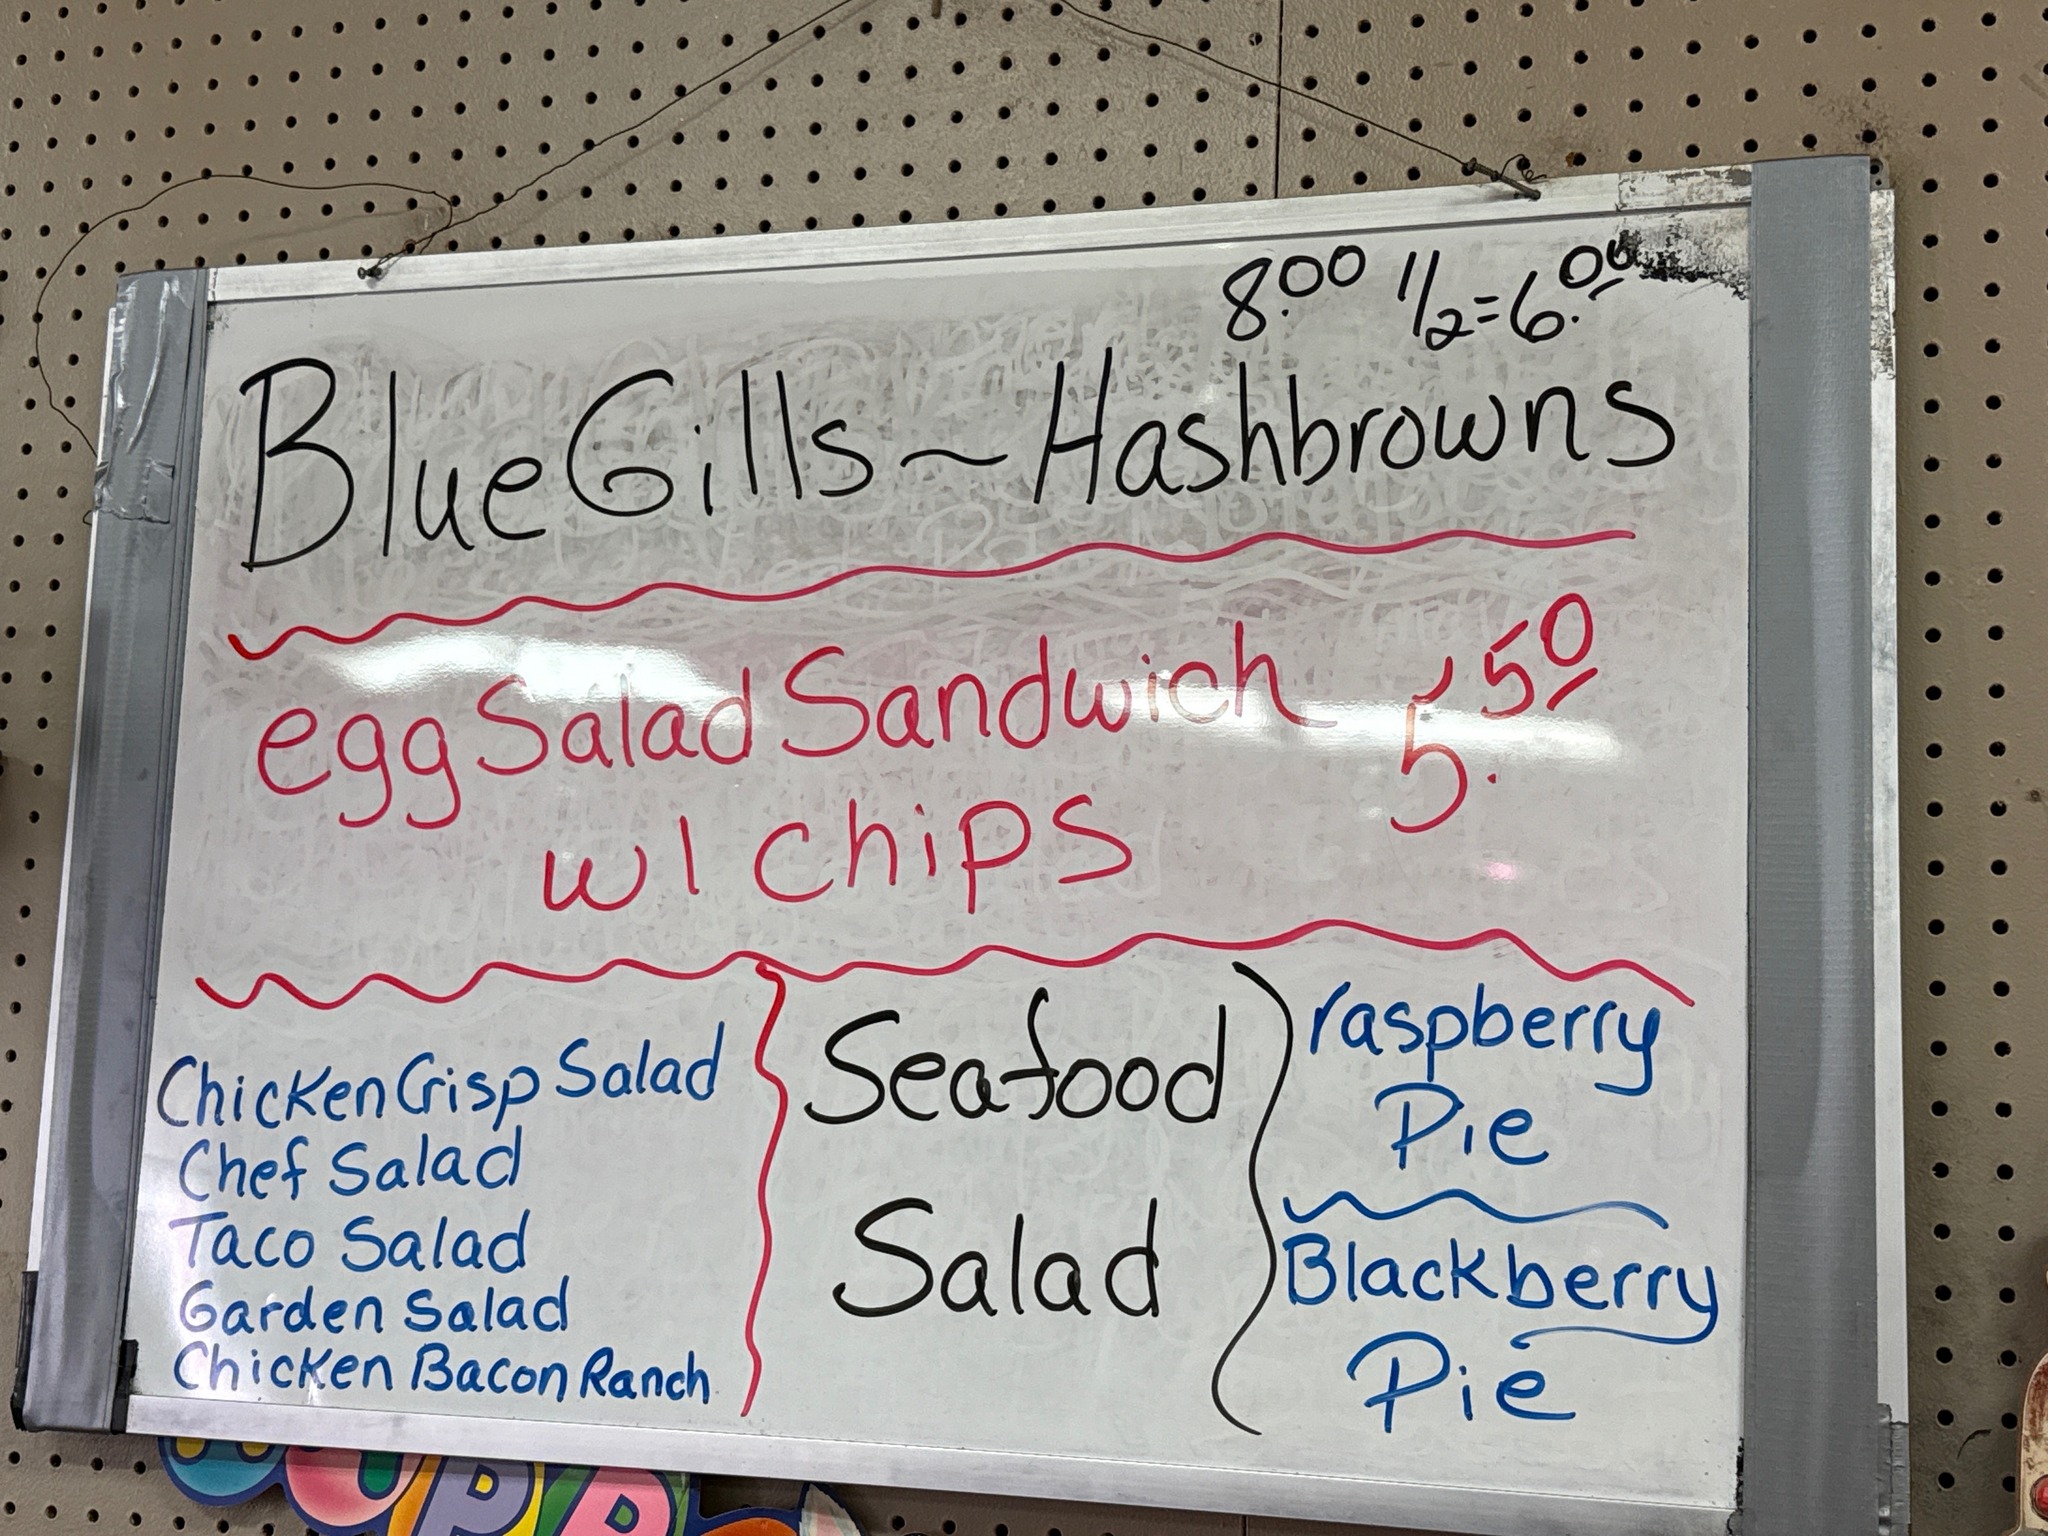 8.00 1/2=6.00
BlueGills ~ Hashbrowns
egg Salad Sandwich 5.50
w/ chips
Chicken Crisp Salad
Chef Salad
Taco Salad
Garden Salad
Chicken Bacon Ranch
Seafood
Salad
raspberry
Pie
Blackberry
Pie